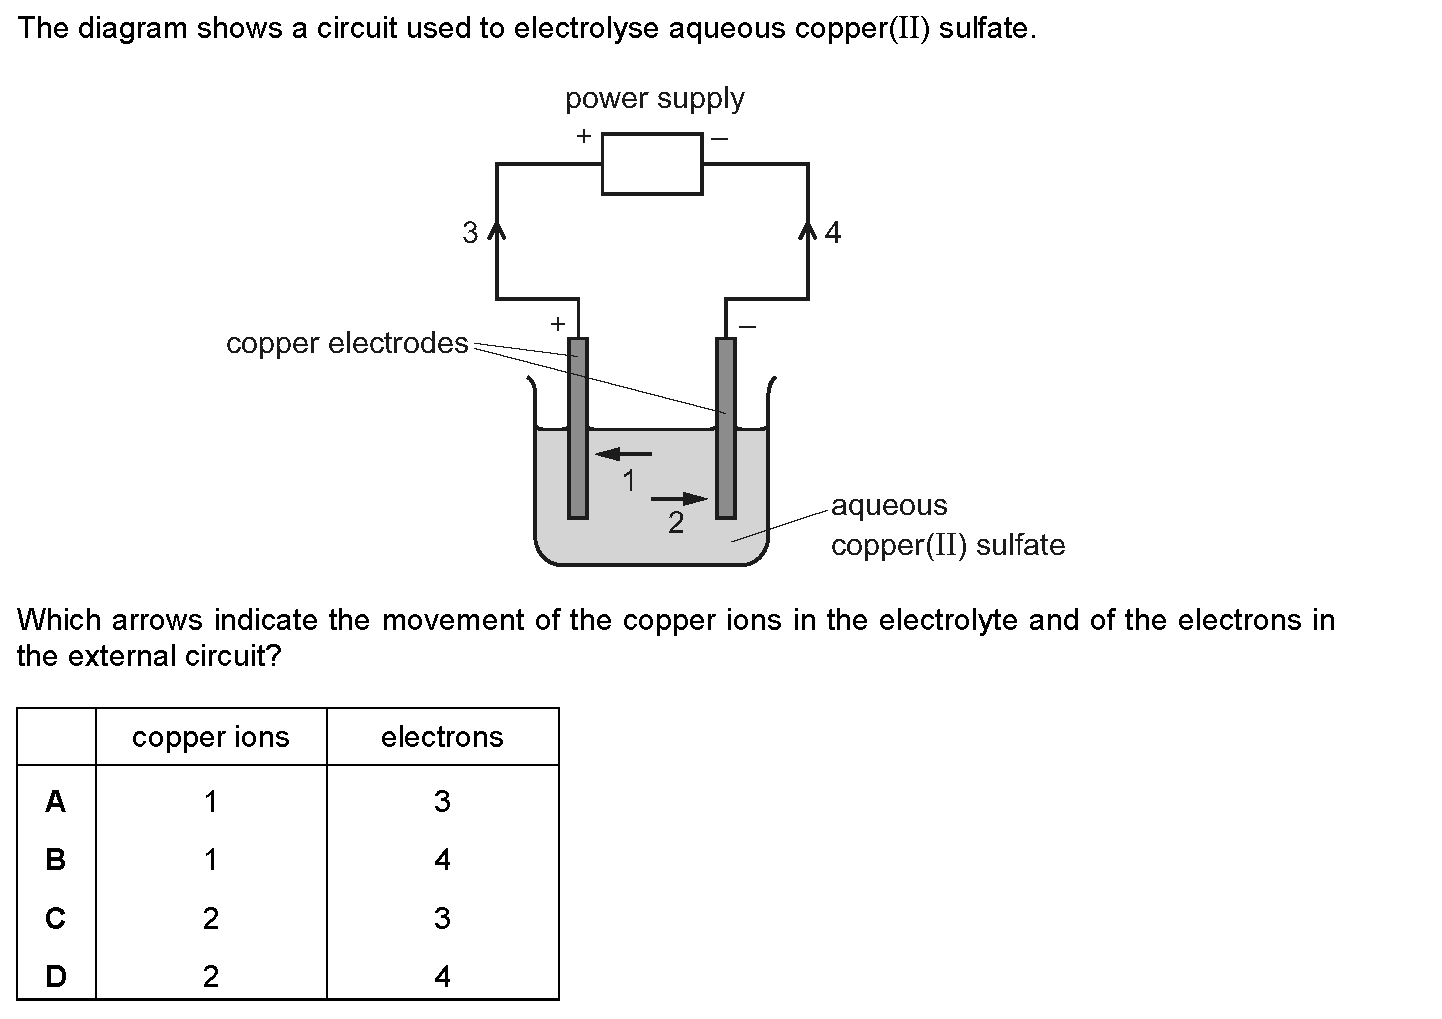 The diagram shows a circuit used to electrolyse aqueous copper(II) sulfate.
power supply
+ –
3 4
+ –
copper electrodes
1
2
aqueous
copper(II) sulfate
Which arrows indicate the movement of the copper ions in the electrolyte and of the electrons in
the external circuit?
copper ions electrons
A 1 3
B 1 4
C 2 3
D 2 4